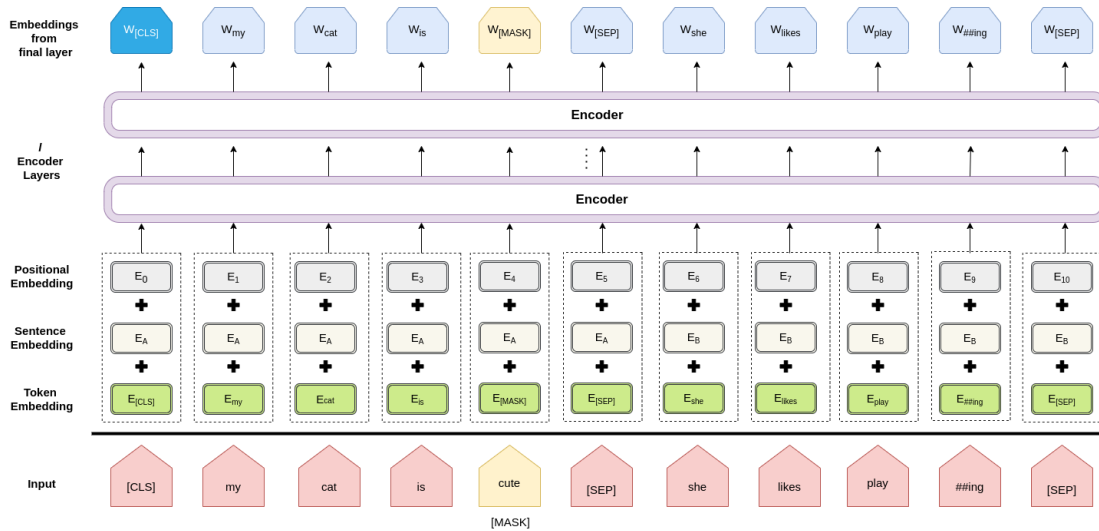 Embeddings
from
final layer
W[CLS] Wmy Wcat Wis W[MASK] W[SEP] Wshe Wlikes Wplay W##ing W[SEP]
Encoder
/
Encoder
Layers
Encoder
Positional
Embedding
E0 E1 E2 E3 E4 E5 E6 E7 E8 E9 E10
Sentence
Embedding
EA EA EA EA EA EA EB EB EB EB EB
Token
Embedding
E[CLS] Emy Ecat Eis E[MASK] E[SEP] Eshe Elikes Eplay E##ing E[SEP]
Input
[CLS] my cat is cute [SEP] she likes play ##ing [SEP]
[MASK]